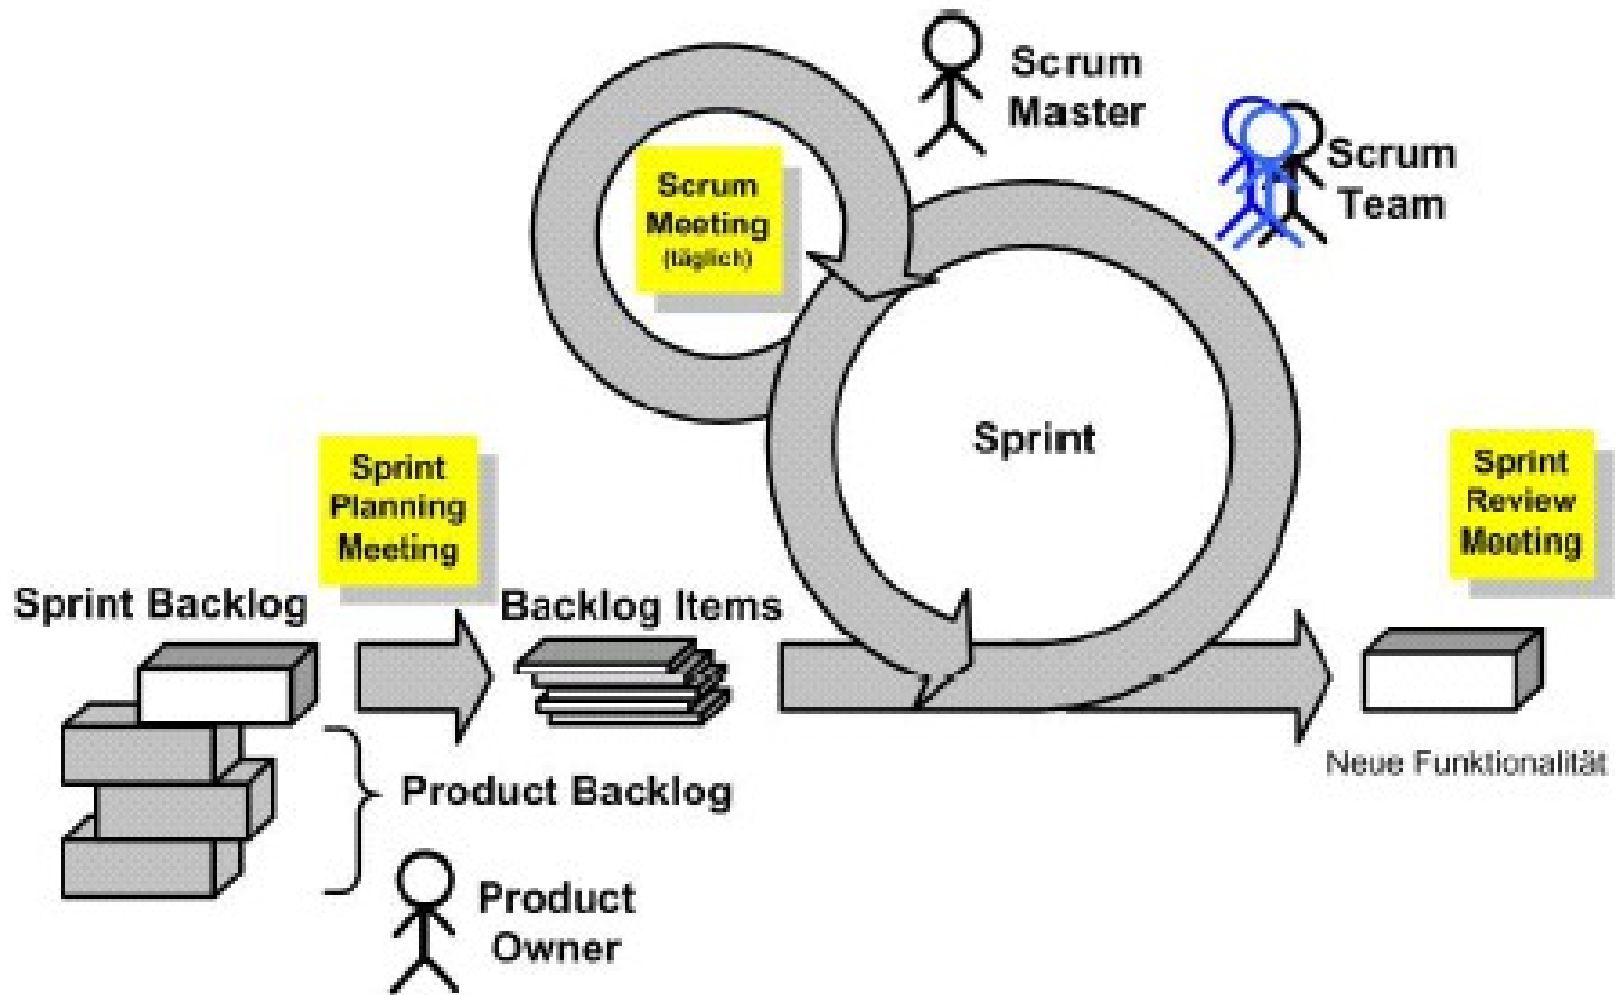 Scrum
Master
Scrum
Team
Scrum
Meeting
(täglich)
Sprint
Sprint
Planning
Meeting
Sprint
Review
Meeting
Sprint Backlog
Backlog Items
Neue Funktionalität
Product Backlog
Product
Owner